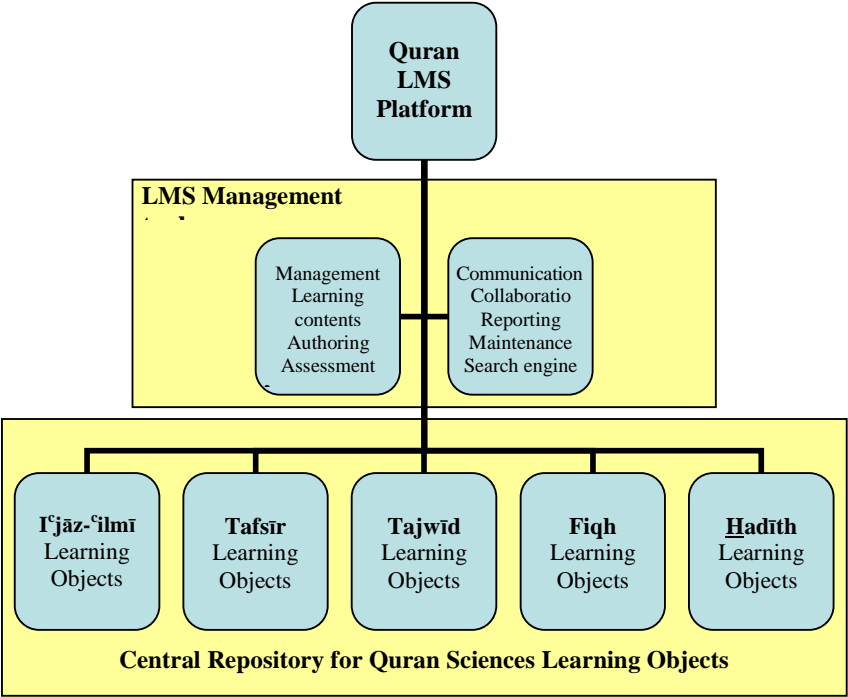 Quran
LMS
Platform
LMS Management
Management
Learning
contents
Authoring
Assessment
Communication
Collaboratio
Reporting
Maintenance
Search engine
Iᶜjāz-ᶜilmī
Learning
Objects
Tafsīr
Learning
Objects
Tajwīd
Learning
Objects
Fiqh
Learning
Objects
Hadīth
Learning
Objects
Central Repository for Quran Sciences Learning Objects